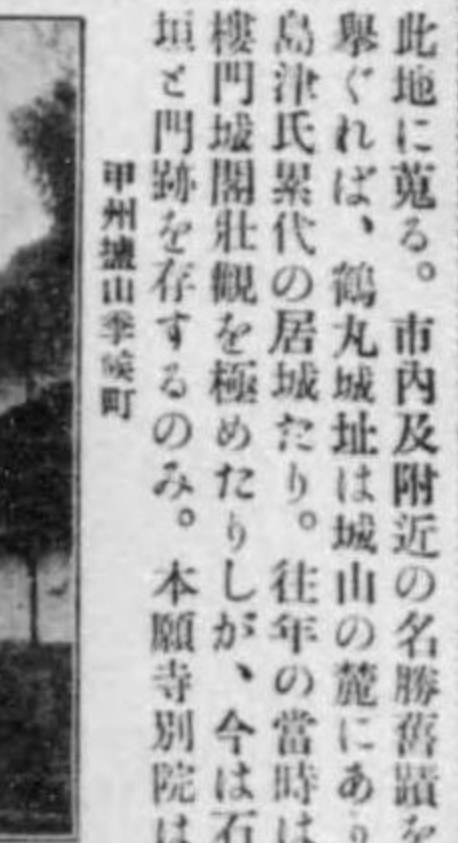 此地に蒐る。市內及附近の名勝舊蹟を
擧ぐれば、鶴丸城址は城山の麓にあり
島津氏累代の居城たり。往年の當時は
樓門城閣壯觀を極めたりしが、今は石
垣と門跡を存するのみ。本願寺別院は
甲州 山季候町